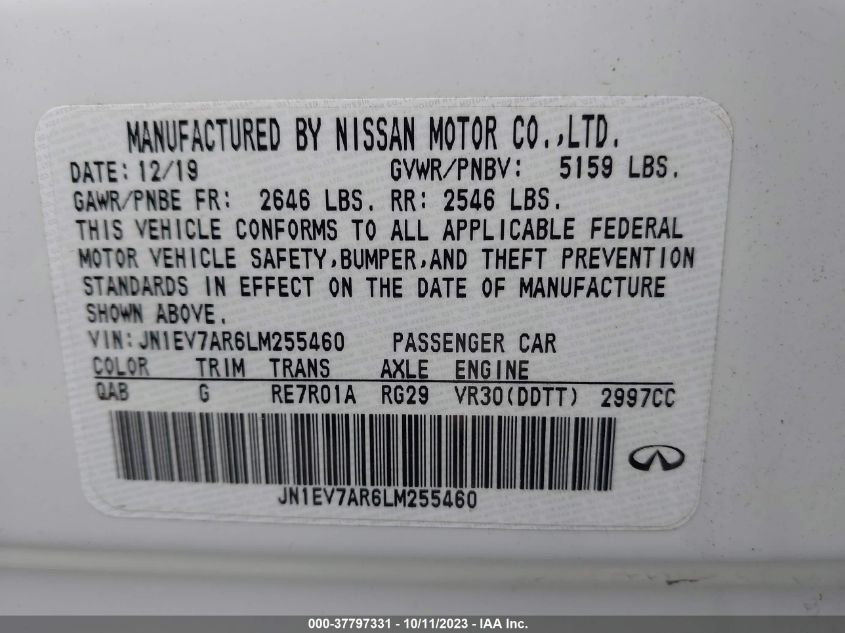 MANUFACTURED BY NISSAN MOTOR CO.,LTD.
DATE: 12/19 GVWR/PNBV: 5159 LBS.
GAWR/PNBE FR: 2646 LBS. RR: 2546 LBS.
THIS VEHICLE CONFORMS TO ALL APPLICABLE FEDERAL
MOTOR VEHICLE SAFETY,BUMPER,AND THEFT PREVENTION
STANDARDS IN EFFECT ON THE DATE OF MANUFACTURE
SHOWN ABOVE.
VIN:JN1EV7AR6LM255460 PASSENGER CAR
COLOR TRIM TRANS AXLE ENGINE
QAB G RE7R01A RG29 VR30(DDTT) 2997CC
JN1EV7AR6LM255460
000-37797331 - 10/11/2023 - IAA Inc.